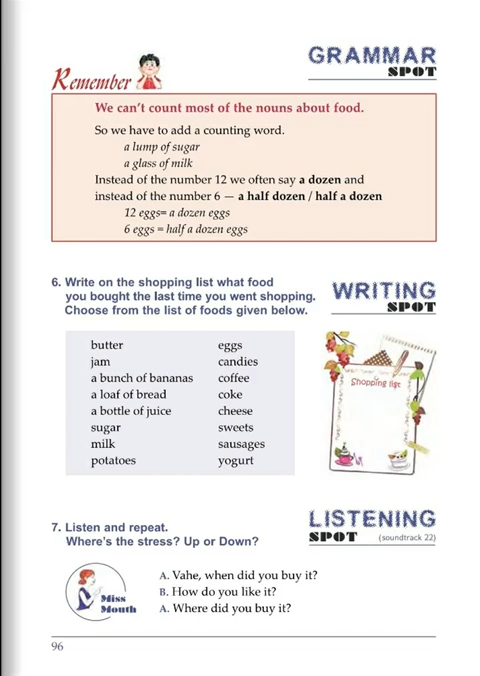 GRAMMAR
SPOT
Remember
We can't count most of the nouns about food.
So we have to add a counting word.
a lump of sugar
a glass of milk
Instead of the number 12 we often say a dozen and
instead of the number 6 — a half dozen / half a dozen
12 eggs= a dozen eggs
6 eggs = half a dozen eggs
6. Write on the shopping list what food
you bought the last time you went shopping.
Choose from the list of foods given below.
WRITING
SPOT
butter
jam
a bunch of bananas
a loaf of bread
a bottle of juice
sugar
milk
potatoes
eggs
candies
coffee
coke
cheese
sweets
sausages
yogurt
Shopping list
7. Listen and repeat.
Where's the stress? Up or Down?
LISTENING
SPOT (soundtrack 22)
Miss
Mouth
A. Vahe, when did you buy it?
B. How do you like it?
A. Where did you buy it?
96